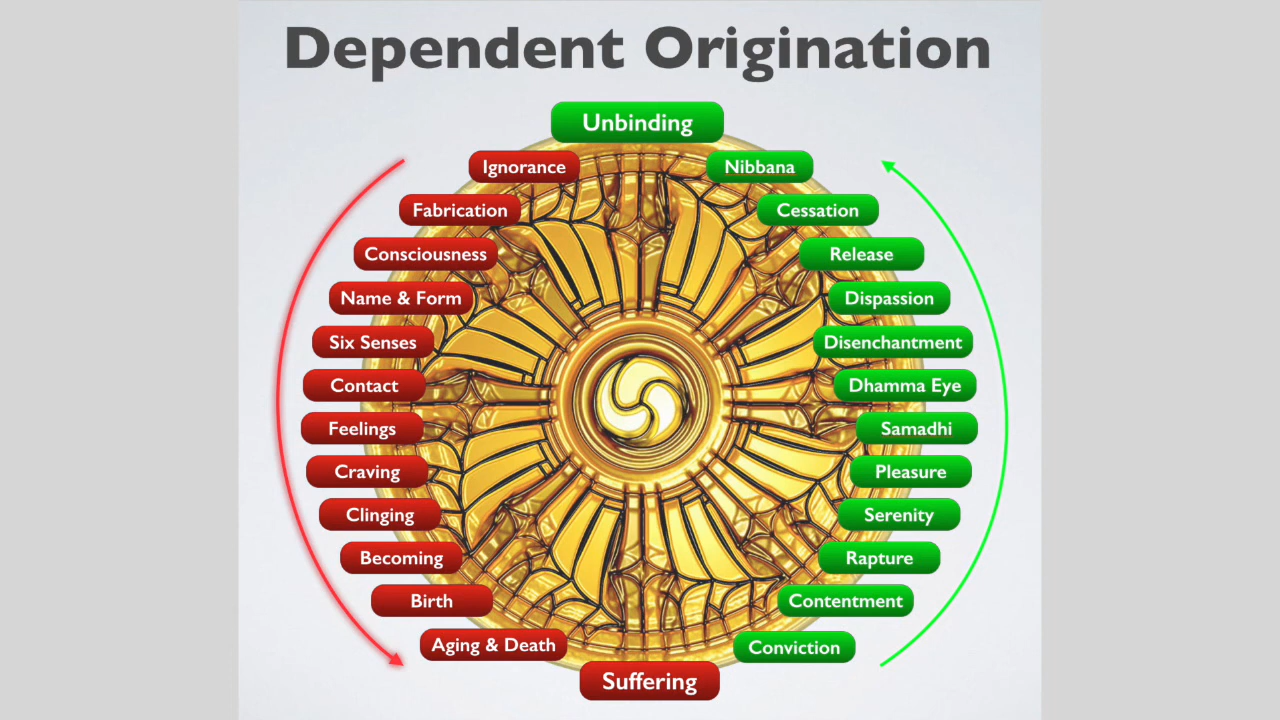 Dependent Origination
Unbinding
Ignorance
Nibbana
Fabrication
Cessation
Consciousness
Release
Name & Form
Dispassion
Six Senses
Disenchantment
Contact
Dhamma Eye
Feelings
Samadhi
Craving
Pleasure
Clinging
Serenity
Becoming
Rapture
Birth
Contentment
Aging & Death
Conviction
Suffering